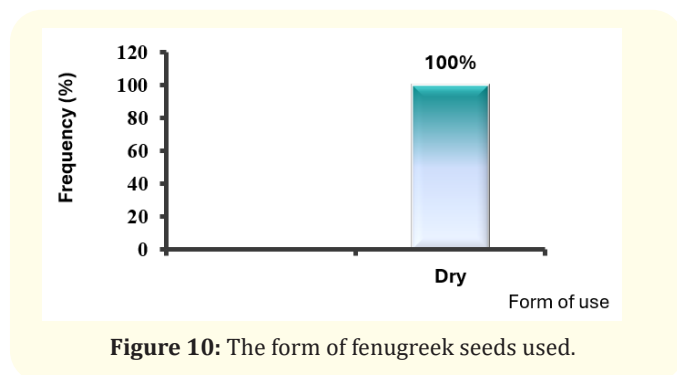 120
100%
100
80
60
40
20
0
Frequency (%)
Dry
Form of use
Figure 10: The form of fenugreek seeds used.